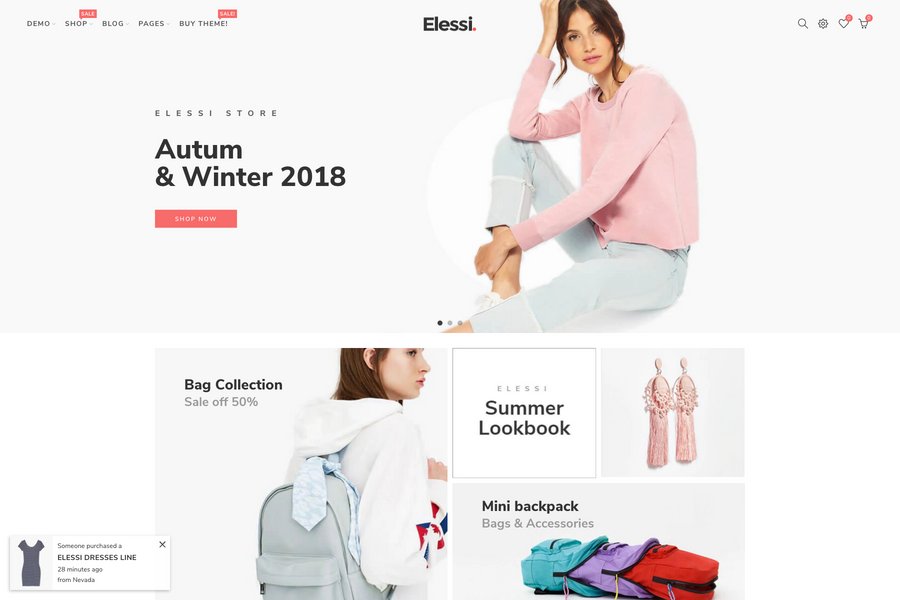 SALE
SALE!
DEMO SHOP BLOG PAGES BUY THEME!
Elessi.
0
0
ELESSI STORE
Autum
& Winter 2018
SHOP NOW
Bag Collection
Sale off 50%
ELESSI
Summer
Lookbook
Mini backpack
Bags & Accessories
Someone purchased a
ELESSI DRESSES LINE
28 minutes ago
from Nevada